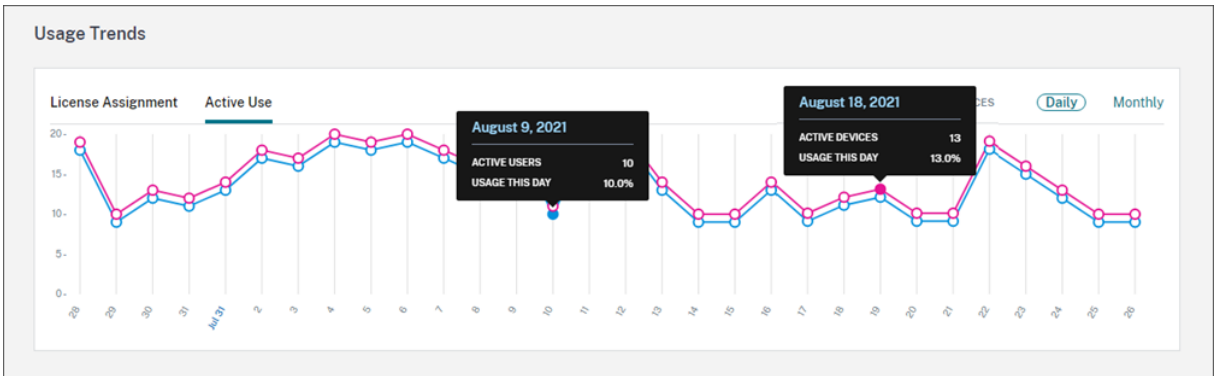 Usage Trends
License Assignment Active Use CES Daily Monthly
August 9, 2021
ACTIVE USERS 10
USAGE THIS DAY 10.0%
August 18, 2021
ACTIVE DEVICES 13
USAGE THIS DAY 13.0%
20-
15-
10-
5-
0-
28 29 30 31 Jul 31 2 3 4 5 6 7 8 9 10 11 12 13 14 15 16 17 18 19 20 21 22 23 24 25 26